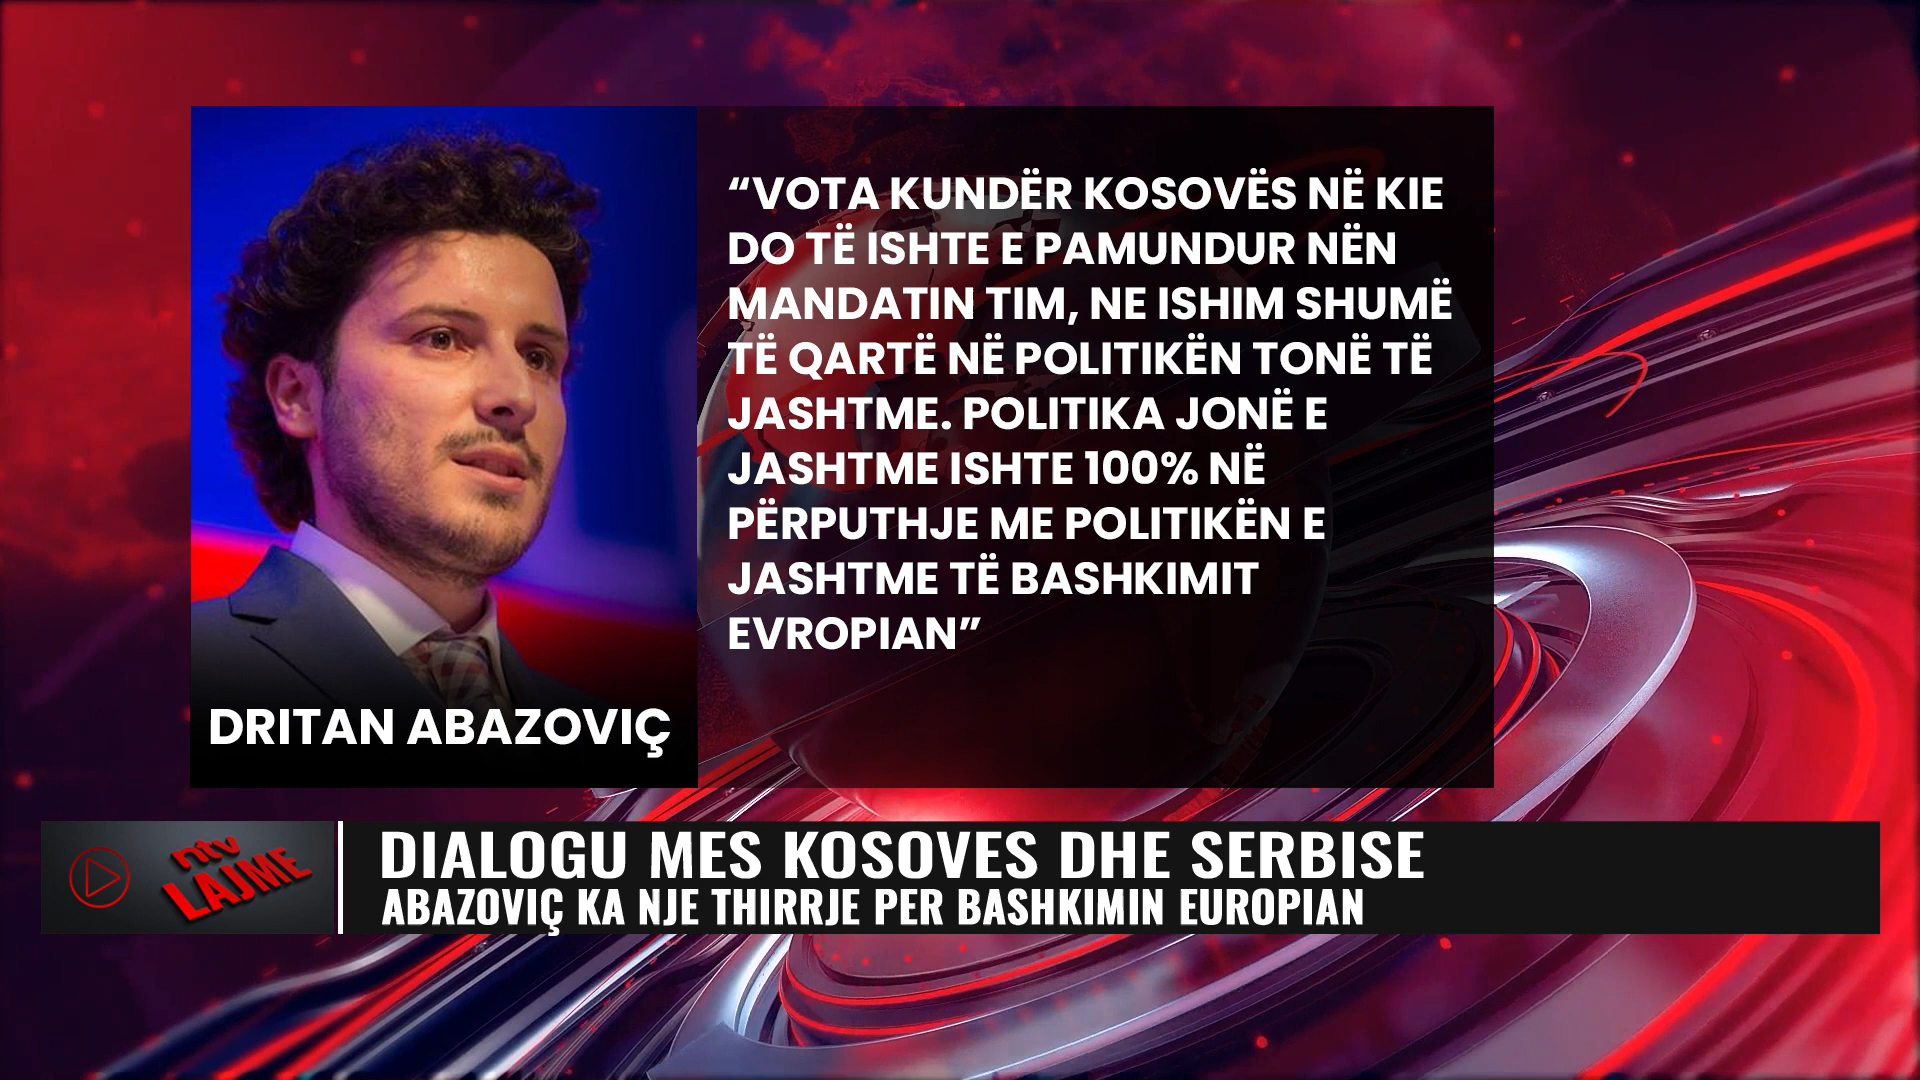 “VOTA KUNDËR KOSOVËS NË KIE
DO TË ISHTE E PAMUNDUR NËN
MANDATIN TIM, NE ISHIM SHUMË
TË QARTË NË POLITIKËN TONË TË
JASHTME. POLITIKA JONË E
JASHTME ISHTE 100% NË
PËRPUTHJE ME POLITIKËN E
JASHTME TË BASHKIMIT
EVROPIAN”
DRITAN ABAZOVIÇ
ntv
LAJME
DIALOGU MES KOSOVES DHE SERBISE
ABAZOVIÇ KA NJE THIRRJE PER BASHKIMIN EUROPIAN